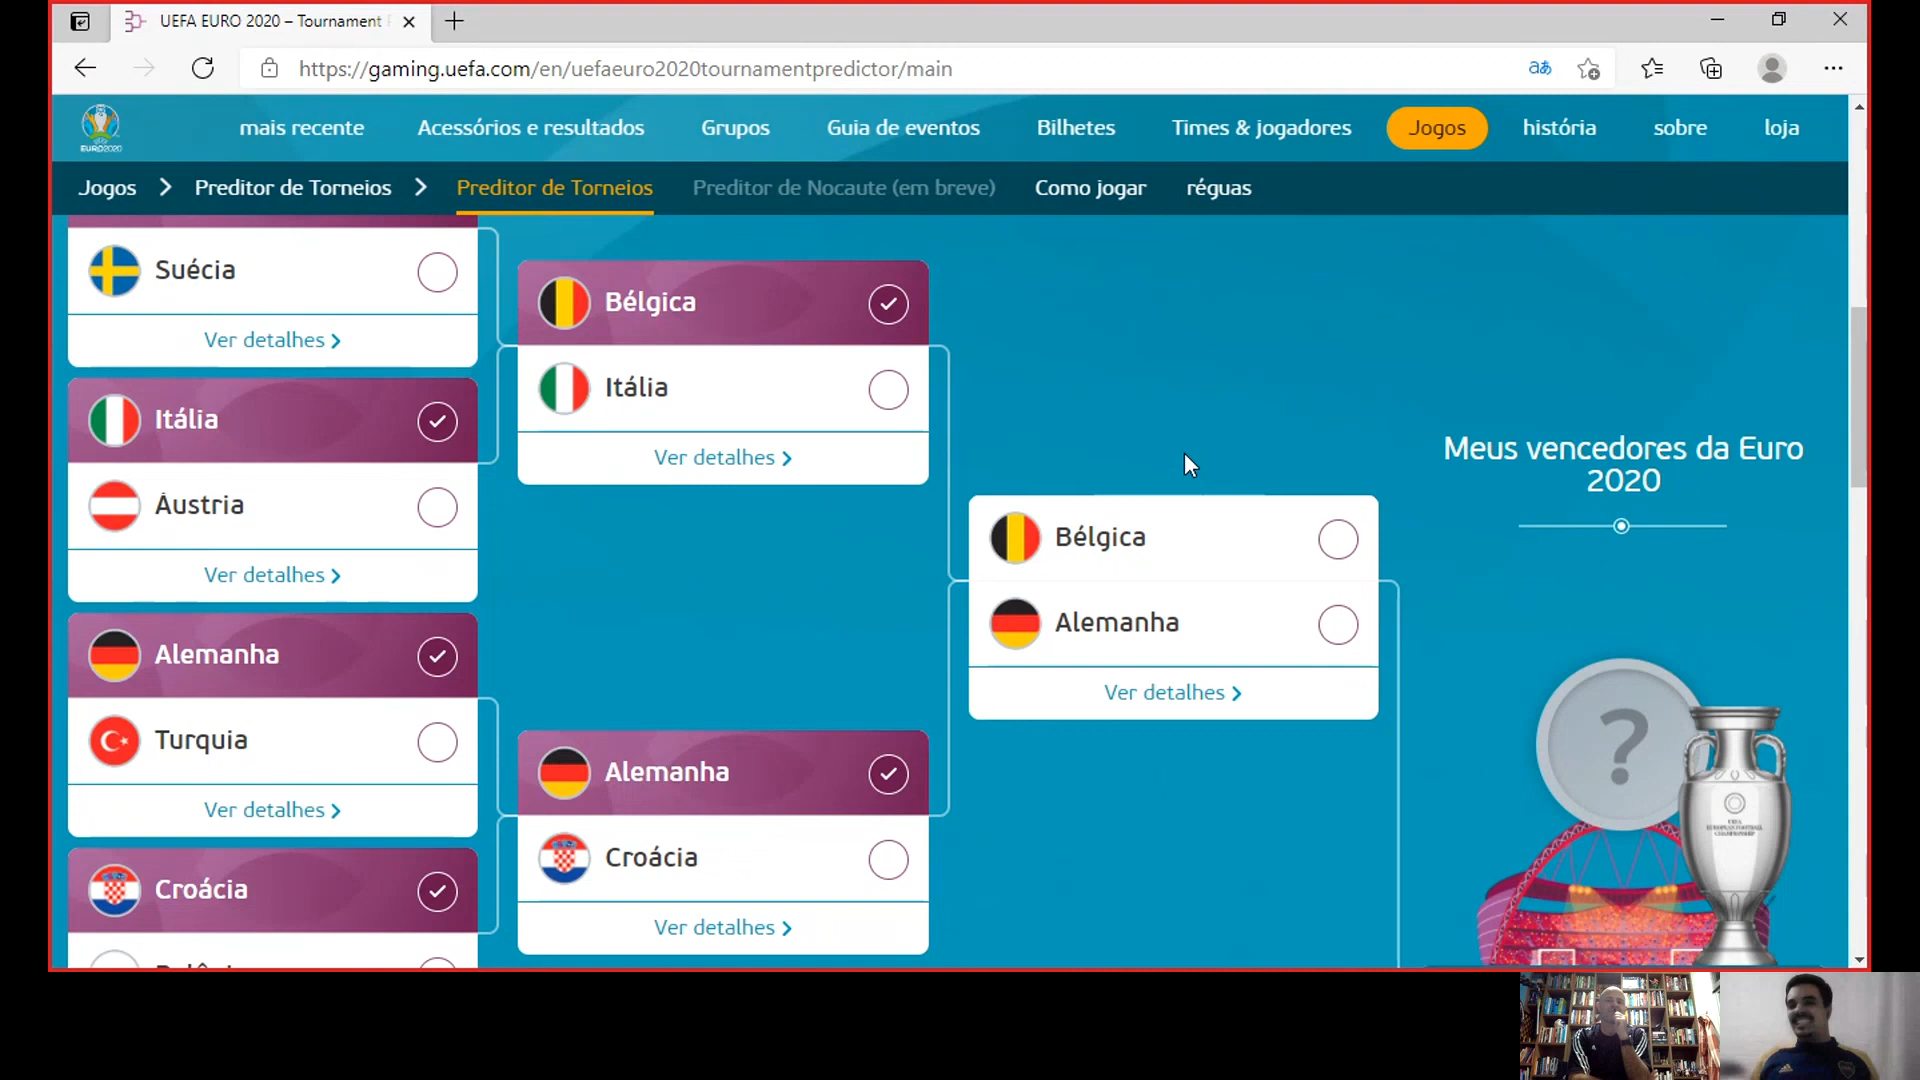 UEFA EURO 2020 – Tournament
https://gaming.uefa.com/en/uefaeuro2020tournamentpredictor/main
EURO2020
mais recente
Acessórios e resultados
Grupos
Guia de eventos
Bilhetes
Times & jogadores
Jogos
história
sobre
loja
Jogos
Preditor de Torneios
Preditor de Torneios
Preditor de Nocaute (em breve)
Como jogar
réguas
Suécia
Ver detalhes
Itália
Áustria
Ver detalhes
Alemanha
Turquia
Ver detalhes
Croácia
Bélgica
Itália
Ver detalhes
Alemanha
Croácia
Ver detalhes
Bélgica
Alemanha
Ver detalhes
Meus vencedores da Euro
2020
?